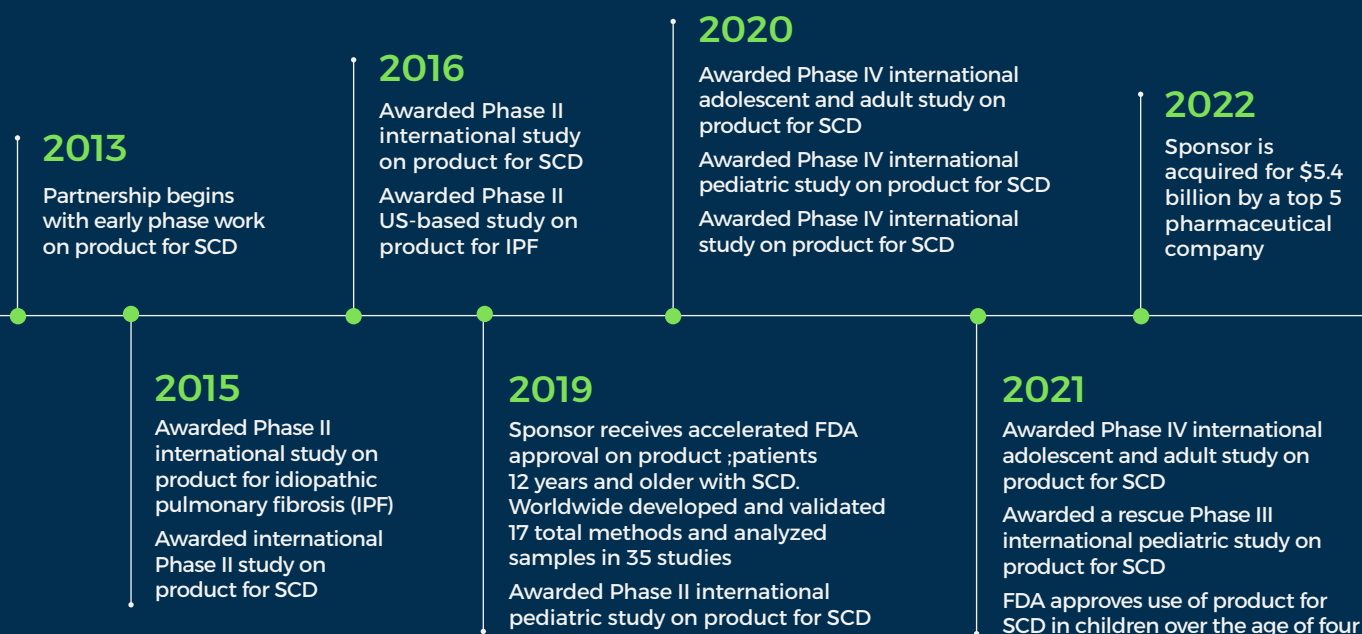 2013
Partnership begins
with early phase work
on product for SCD
2015
Awarded Phase II
international study on
product for idiopathic
pulmonary fibrosis (IPF)
Awarded international
Phase II study on
product for SCD
2016
Awarded Phase II
international study
on product for SCD
Awarded Phase II
US-based study on
product for IPF
2019
Sponsor receives accelerated FDA
approval on product ;patients
12 years and older with SCD.
Worldwide developed and validated
17 total methods and analyzed
samples in 35 studies
Awarded Phase II international
pediatric study on product for SCD
2020
Awarded Phase IV international
adolescent and adult study on
product for SCD
Awarded Phase IV international
pediatric study on product for SCD
Awarded Phase IV international
study on product for SCD
2021
Awarded Phase IV international
adolescent and adult study on
product for SCD
Awarded a rescue Phase III
international pediatric study on
product for SCD
FDA approves use of product for
SCD in children over the age of four
2022
Sponsor is
acquired for $5.4
billion by a top 5
pharmaceutical
company